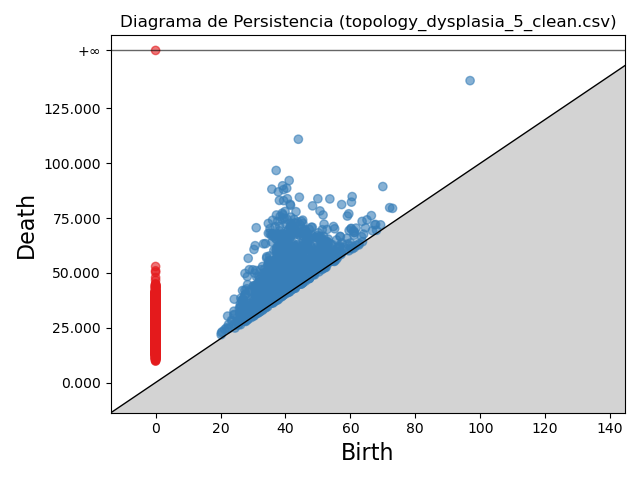 Diagrama de Persistencia (topology_dysplasia_5_clean.csv)
+∞
125.000
100.000
75.000
50.000
25.000
0.000
Death
0 20 40 60 80 100 120 140
Birth